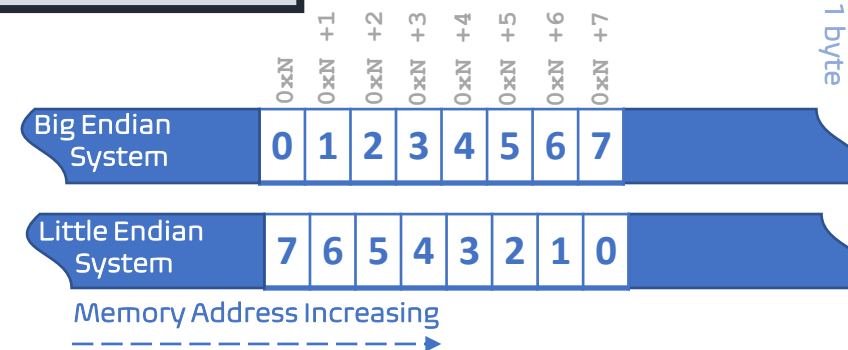 0xN
0xN +1
0xN +2
0xN +3
0xN +4
0xN +5
0xN +6
0xN +7
1 byte
Big Endian
System
0 1 2 3 4 5 6 7
Little Endian
System
7 6 5 4 3 2 1 0
Memory Address Increasing